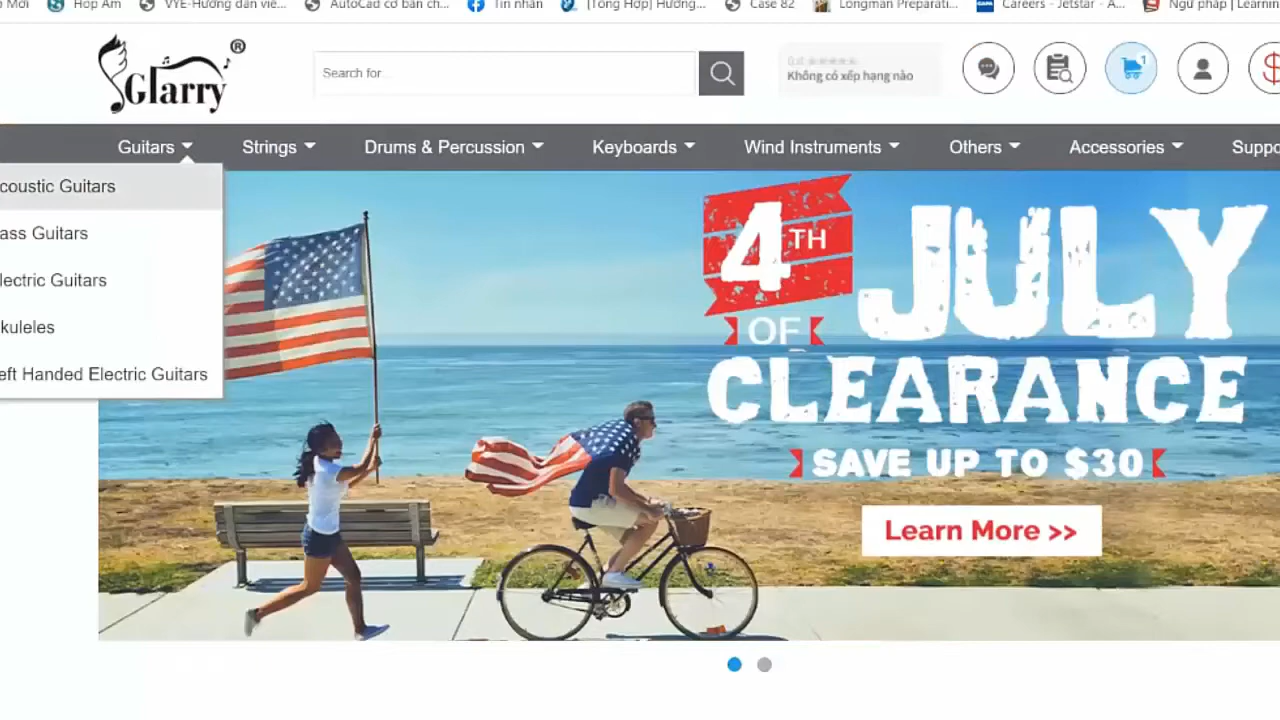 Hợp Âm
VYE-Hướng dẫn viê...
AutoCad cơ bản ch...
Tin nhắn
[Tổng Hợp] Hướng...
Case 82
Longman Preparati...
Careers - Jetstar - A...
Ngữ pháp | Learnin
Glarry®
Search for
Không có xếp hạng nào
1
Guitars
Strings
Drums & Percussion
Keyboards
Wind Instruments
Others
Accessories
Suppo
coustic Guitars
ass Guitars
lectric Guitars
kuleles
eft Handed Electric Guitars
4TH
JULY
OF
CLEARANCE
SAVE UP TO $30
Learn More >>